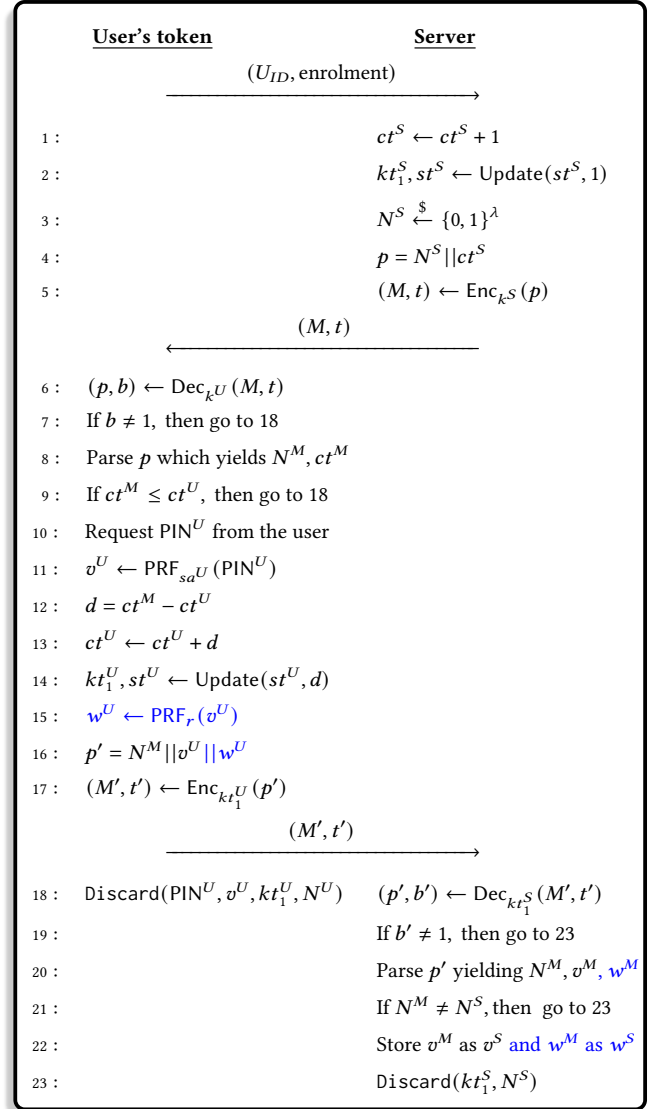 User's token Server
(U_ID, enrolment)
1 : ct^S ← ct^S + 1
2 : kt_1^S, st^S ← Update(st^S, 1)
3 : N^S ←$ {0, 1}^λ
4 : p = N^S||ct^S
5 : (M, t) ← Enc_{k^S}(p)
(M, t)
6 : (p, b) ← Dec_{k^U}(M, t)
7 : If b ≠ 1, then go to 18
8 : Parse p which yields N^M, ct^M
9 : If ct^M ≤ ct^U, then go to 18
10 : Request PIN^U from the user
11 : v^U ← PRF_{sa^U}(PIN^U)
12 : d = ct^M − ct^U
13 : ct^U ← ct^U + d
14 : kt_1^U, st^U ← Update(st^U, d)
15 : w^U ← PRF_r(v^U)
16 : p′ = N^M||v^U||w^U
17 : (M′, t′) ← Enc_{kt_1^U}(p′)
(M′, t′)
18 : Discard(PIN^U, v^U, kt_1^U, N^U) (p′, b′) ← Dec_{kt_1^S}(M′, t′)
19 : If b′ ≠ 1, then go to 23
20 : Parse p′ yielding N^M, v^M, w^M
21 : If N^M ≠ N^S, then go to 23
22 : Store v^M as v^S and w^M as w^S
23 : Discard(kt_1^S, N^S)